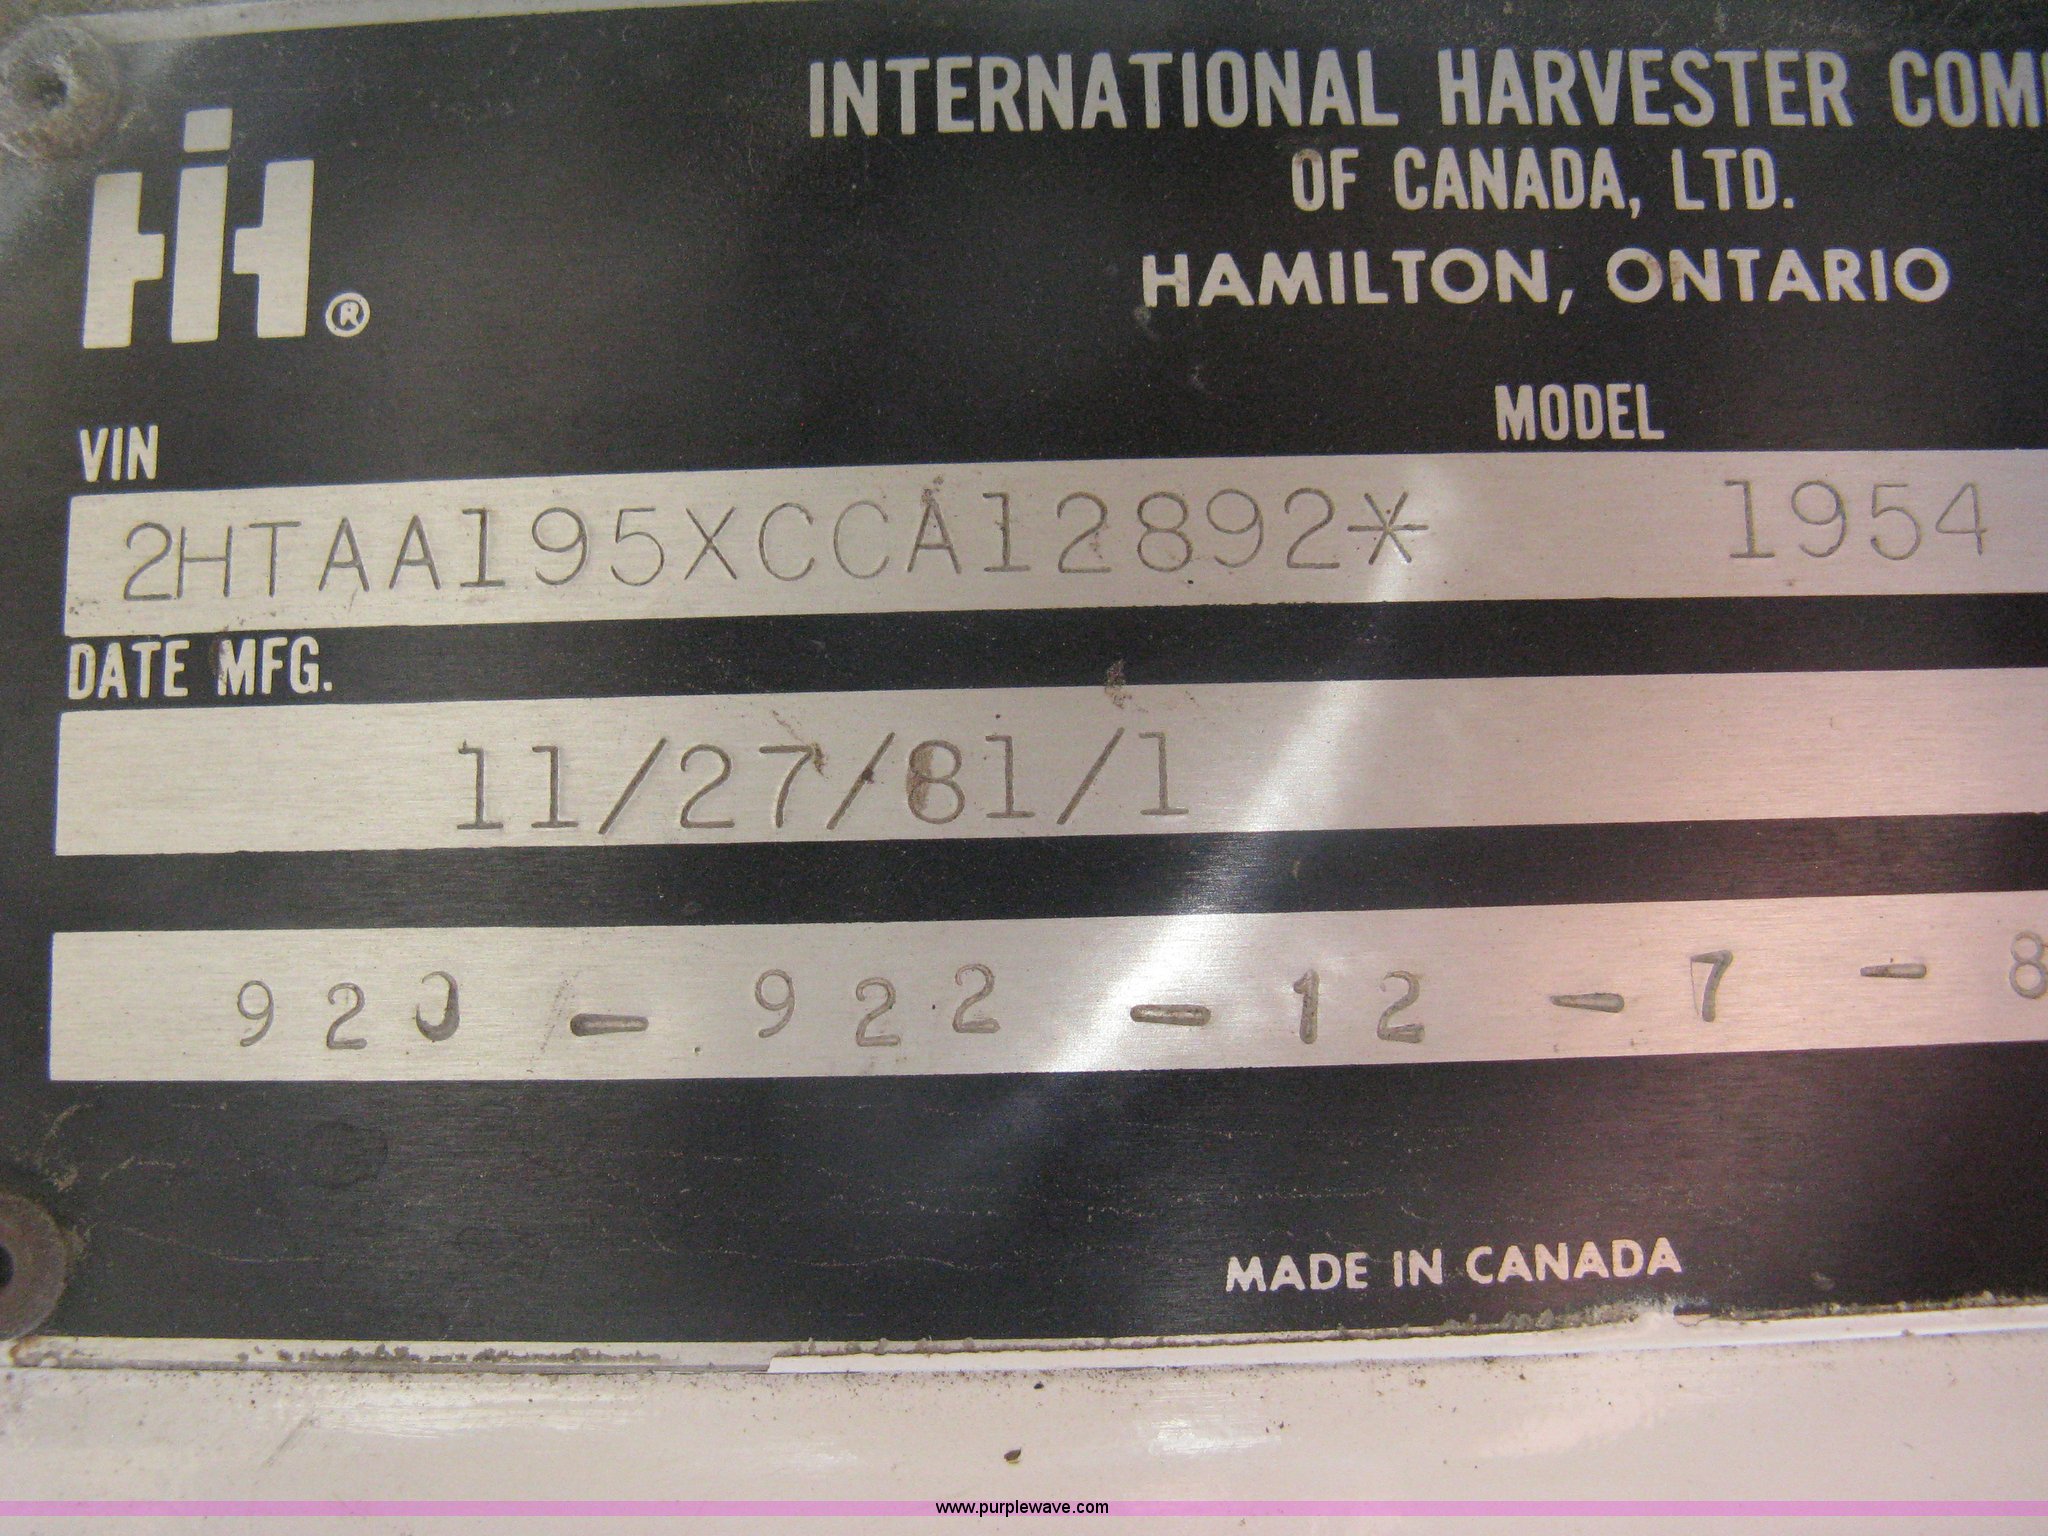 INTERNATIONAL HARVESTER COM
OF CANADA, LTD.
HAMILTON, ONTARIO
IH®
VIN
MODEL
2HTAA195XCCA12892* 1954
DATE MFG.
11/27/81/1
920 - 922 - 12 - 7 - 8
MADE IN CANADA
www.purplewave.com